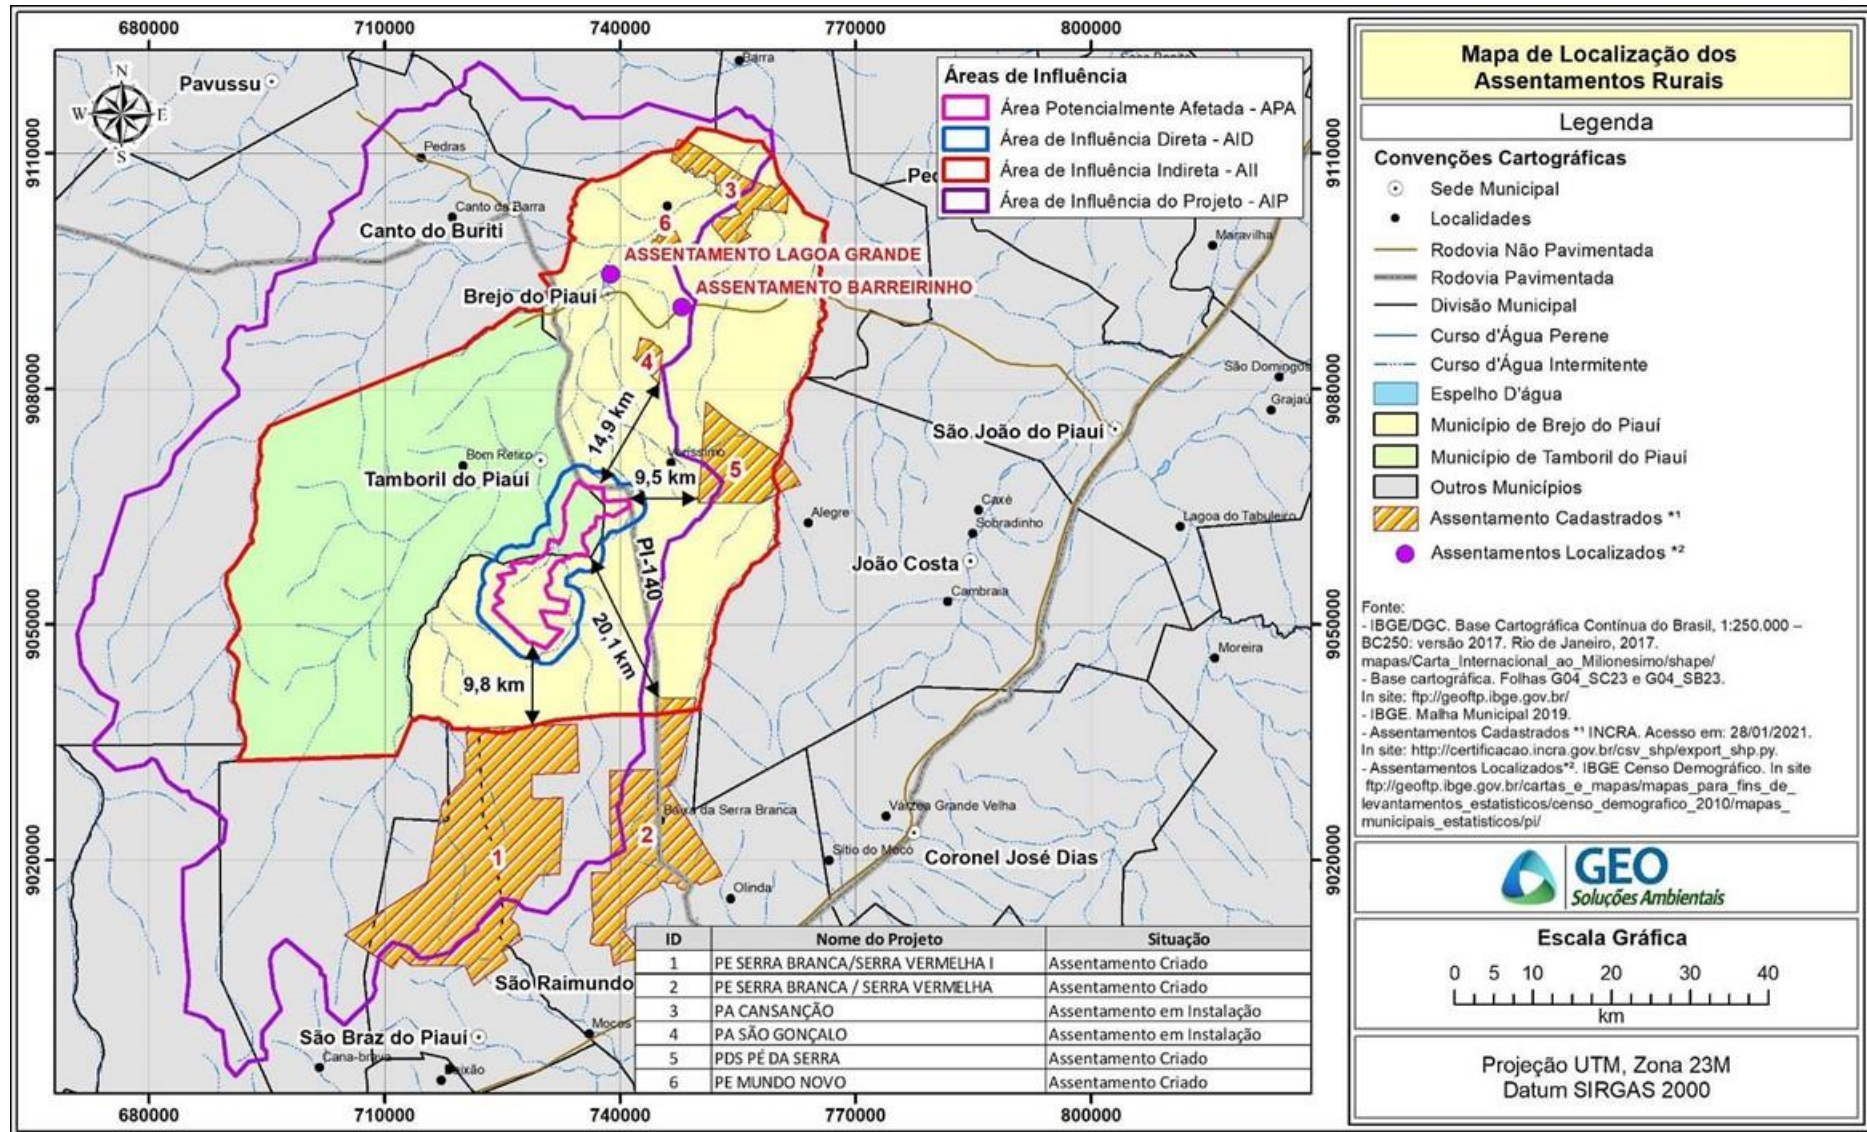 680000
710000
740000
770000
800000
9110000
9080000
9050000
9020000
N
W
E
S
Pavussu
Barra
Pedras
Canto da Barra
Canto do Buriti
Brejo do Piauí
Bom Retiro
Tamboril do Piauí
Veríssimo
Alegre
São João do Piauí
Caxé
Sobradinho
João Costa
Cambraia
Maravilha
São Domingos
Grajaú
Lagoa do Tabuleiro
Moreira
Várzea Grande Velha
Sítio do Mocó
Coronel José Dias
Olinda
Baixa da Serra Branca
São Raimundo
Mocós
São Braz do Piauí
Cana-brava
ASSENTAMENTO LAGOA GRANDE
ASSENTAMENTO BARREIRINHO
PI-140
14,9 km
9,5 km
20,1 km
9,8 km
1
2
3
4
5
6
Áreas de Influência
Área Potencialmente Afetada - APA
Área de Influência Direta - AID
Área de Influência Indireta - AII
Área de Influência do Projeto - AIP
ID Nome do Projeto Situação
1 PE SERRA BRANCA/SERRA VERMELHA I Assentamento Criado
2 PE SERRA BRANCA / SERRA VERMELHA Assentamento Criado
3 PA CANSANÇÃO Assentamento em Instalação
4 PA SÃO GONÇALO Assentamento em Instalação
5 PDS PÉ DA SERRA Assentamento Criado
6 PE MUNDO NOVO Assentamento Criado
680000
710000
740000
770000
800000
9110000
9080000
9050000
9020000
Mapa de Localização dos
Assentamentos Rurais
Legenda
Convenções Cartográficas
Sede Municipal
Localidades
Rodovia Não Pavimentada
Rodovia Pavimentada
Divisão Municipal
Curso d'Água Perene
Curso d'Água Intermitente
Espelho D'água
Município de Brejo do Piauí
Município de Tamboril do Piauí
Outros Municípios
Assentamento Cadastrados *¹
Assentamentos Localizados *²
Fonte:
- IBGE/DGC. Base Cartográfica Contínua do Brasil, 1:250.000 –
BC250: versão 2017. Rio de Janeiro, 2017.
mapas/Carta_Internacional_ao_Milionesimo/shape/
- Base cartográfica. Folhas G04_SC23 e G04_SB23.
In site: ftp://geoftp.ibge.gov.br/
- IBGE. Malha Municipal 2019.
- Assentamentos Cadastrados *¹ INCRA. Acesso em: 28/01/2021.
In site: http://certificacao.incra.gov.br/csv_shp/export_shp.py.
- Assentamentos Localizados*². IBGE Censo Demográfico. In site
ftp://geoftp.ibge.gov.br/cartas_e_mapas/mapas_para_fins_de_
levantamentos_estatisticos/censo_demografico_2010/mapas_
municipais_estatisticos/pi/
GEO
Soluções Ambientais
Escala Gráfica
0 5 10 20 30 40
km
Projeção UTM, Zona 23M
Datum SIRGAS 2000